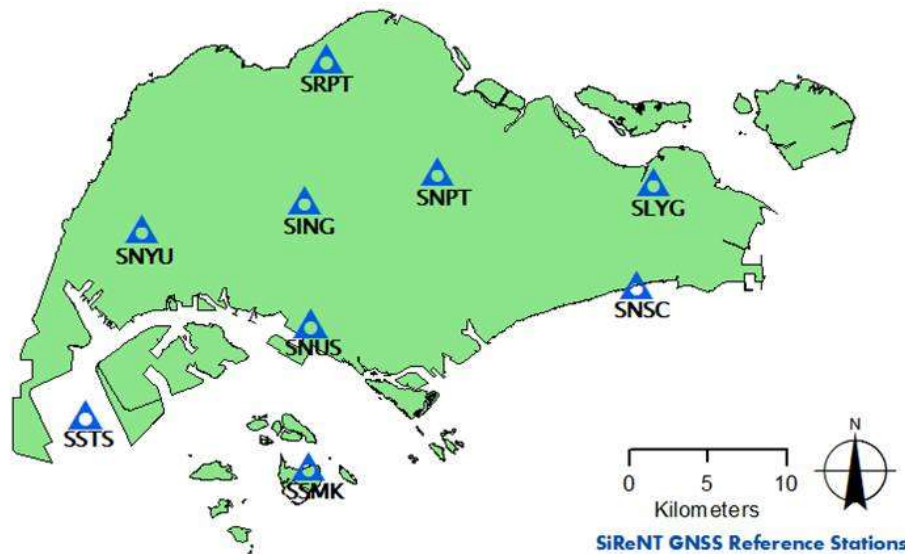 SRPT
SNPT
SLYG
SING
SNYU
SNSC
SNUS
SSTS
SSMK
N
0 5 10
Kilometers
SiReNT GNSS Reference Stations